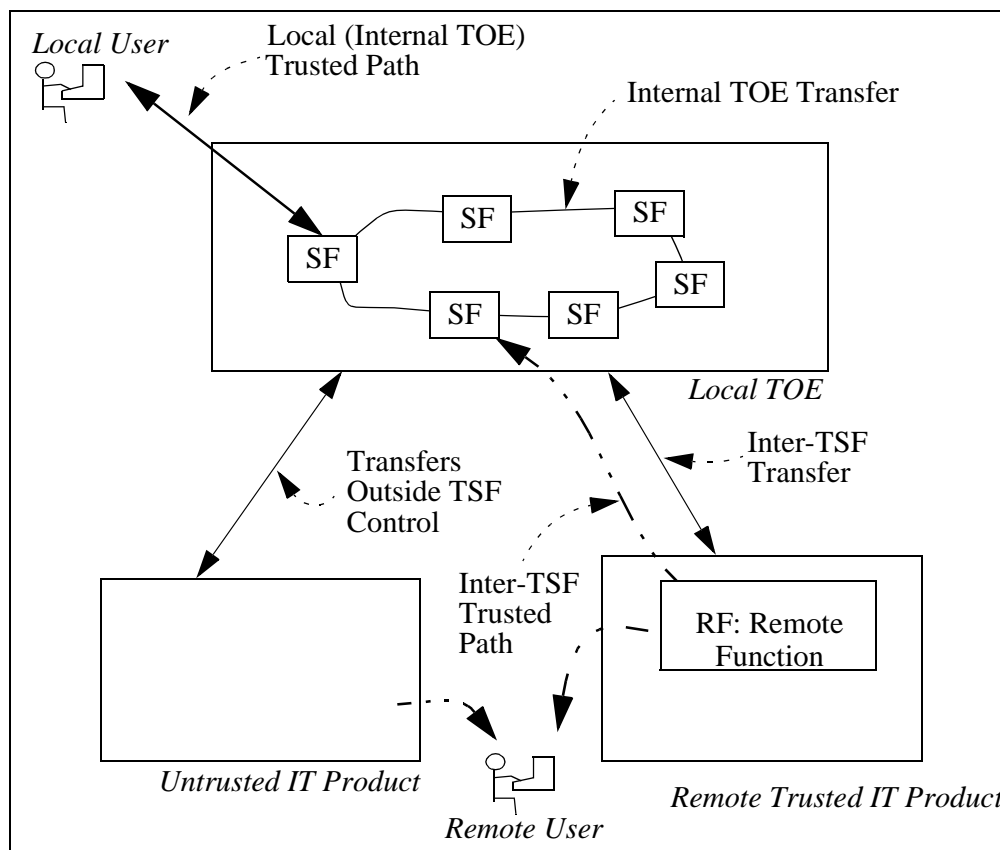 Local User
Local (Internal TOE)
Trusted Path
Internal TOE Transfer
SF
SF
SF
SF
SF
SF
Local TOE
Inter-TSF
Transfer
Transfers
Outside TSF
Control
Inter-TSF
Trusted
Path
RF: Remote
Function
Untrusted IT Product
Remote User
Remote Trusted IT Product